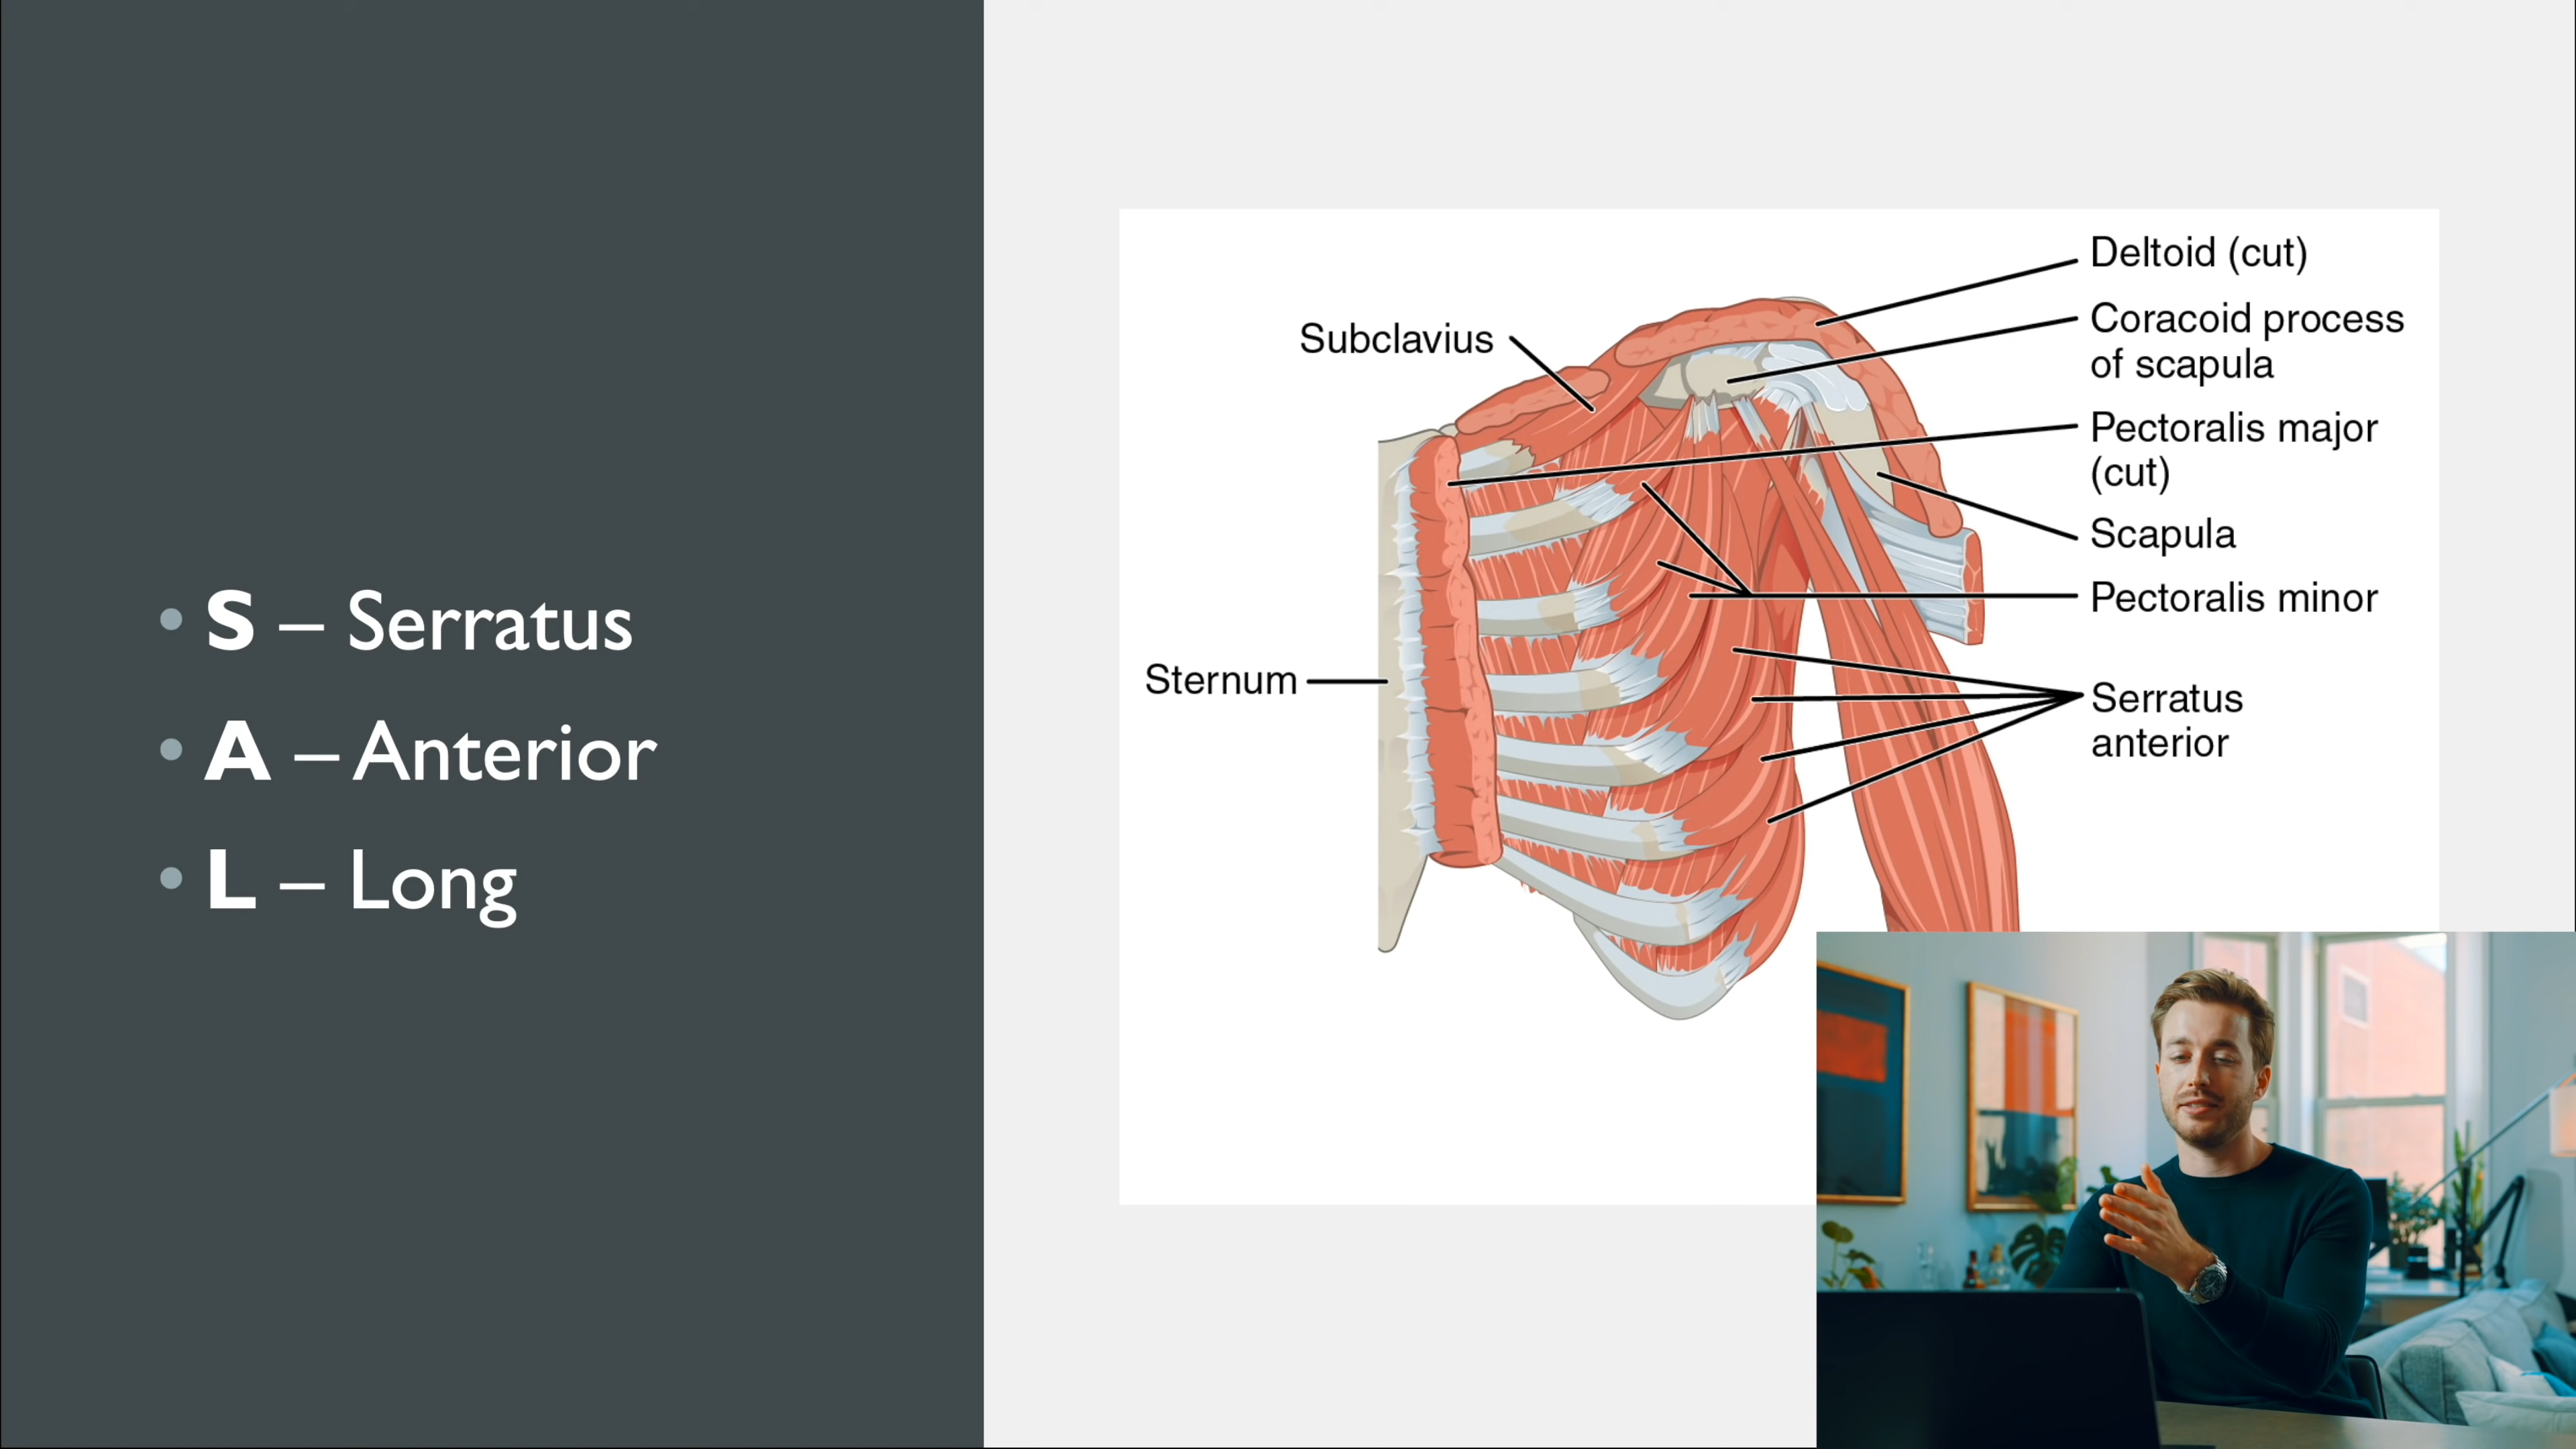 • S – Serratus
• A – Anterior
• L – Long
Subclavius
Sternum
Deltoid (cut)
Coracoid process
of scapula
Pectoralis major
(cut)
Scapula
Pectoralis minor
Serratus
anterior